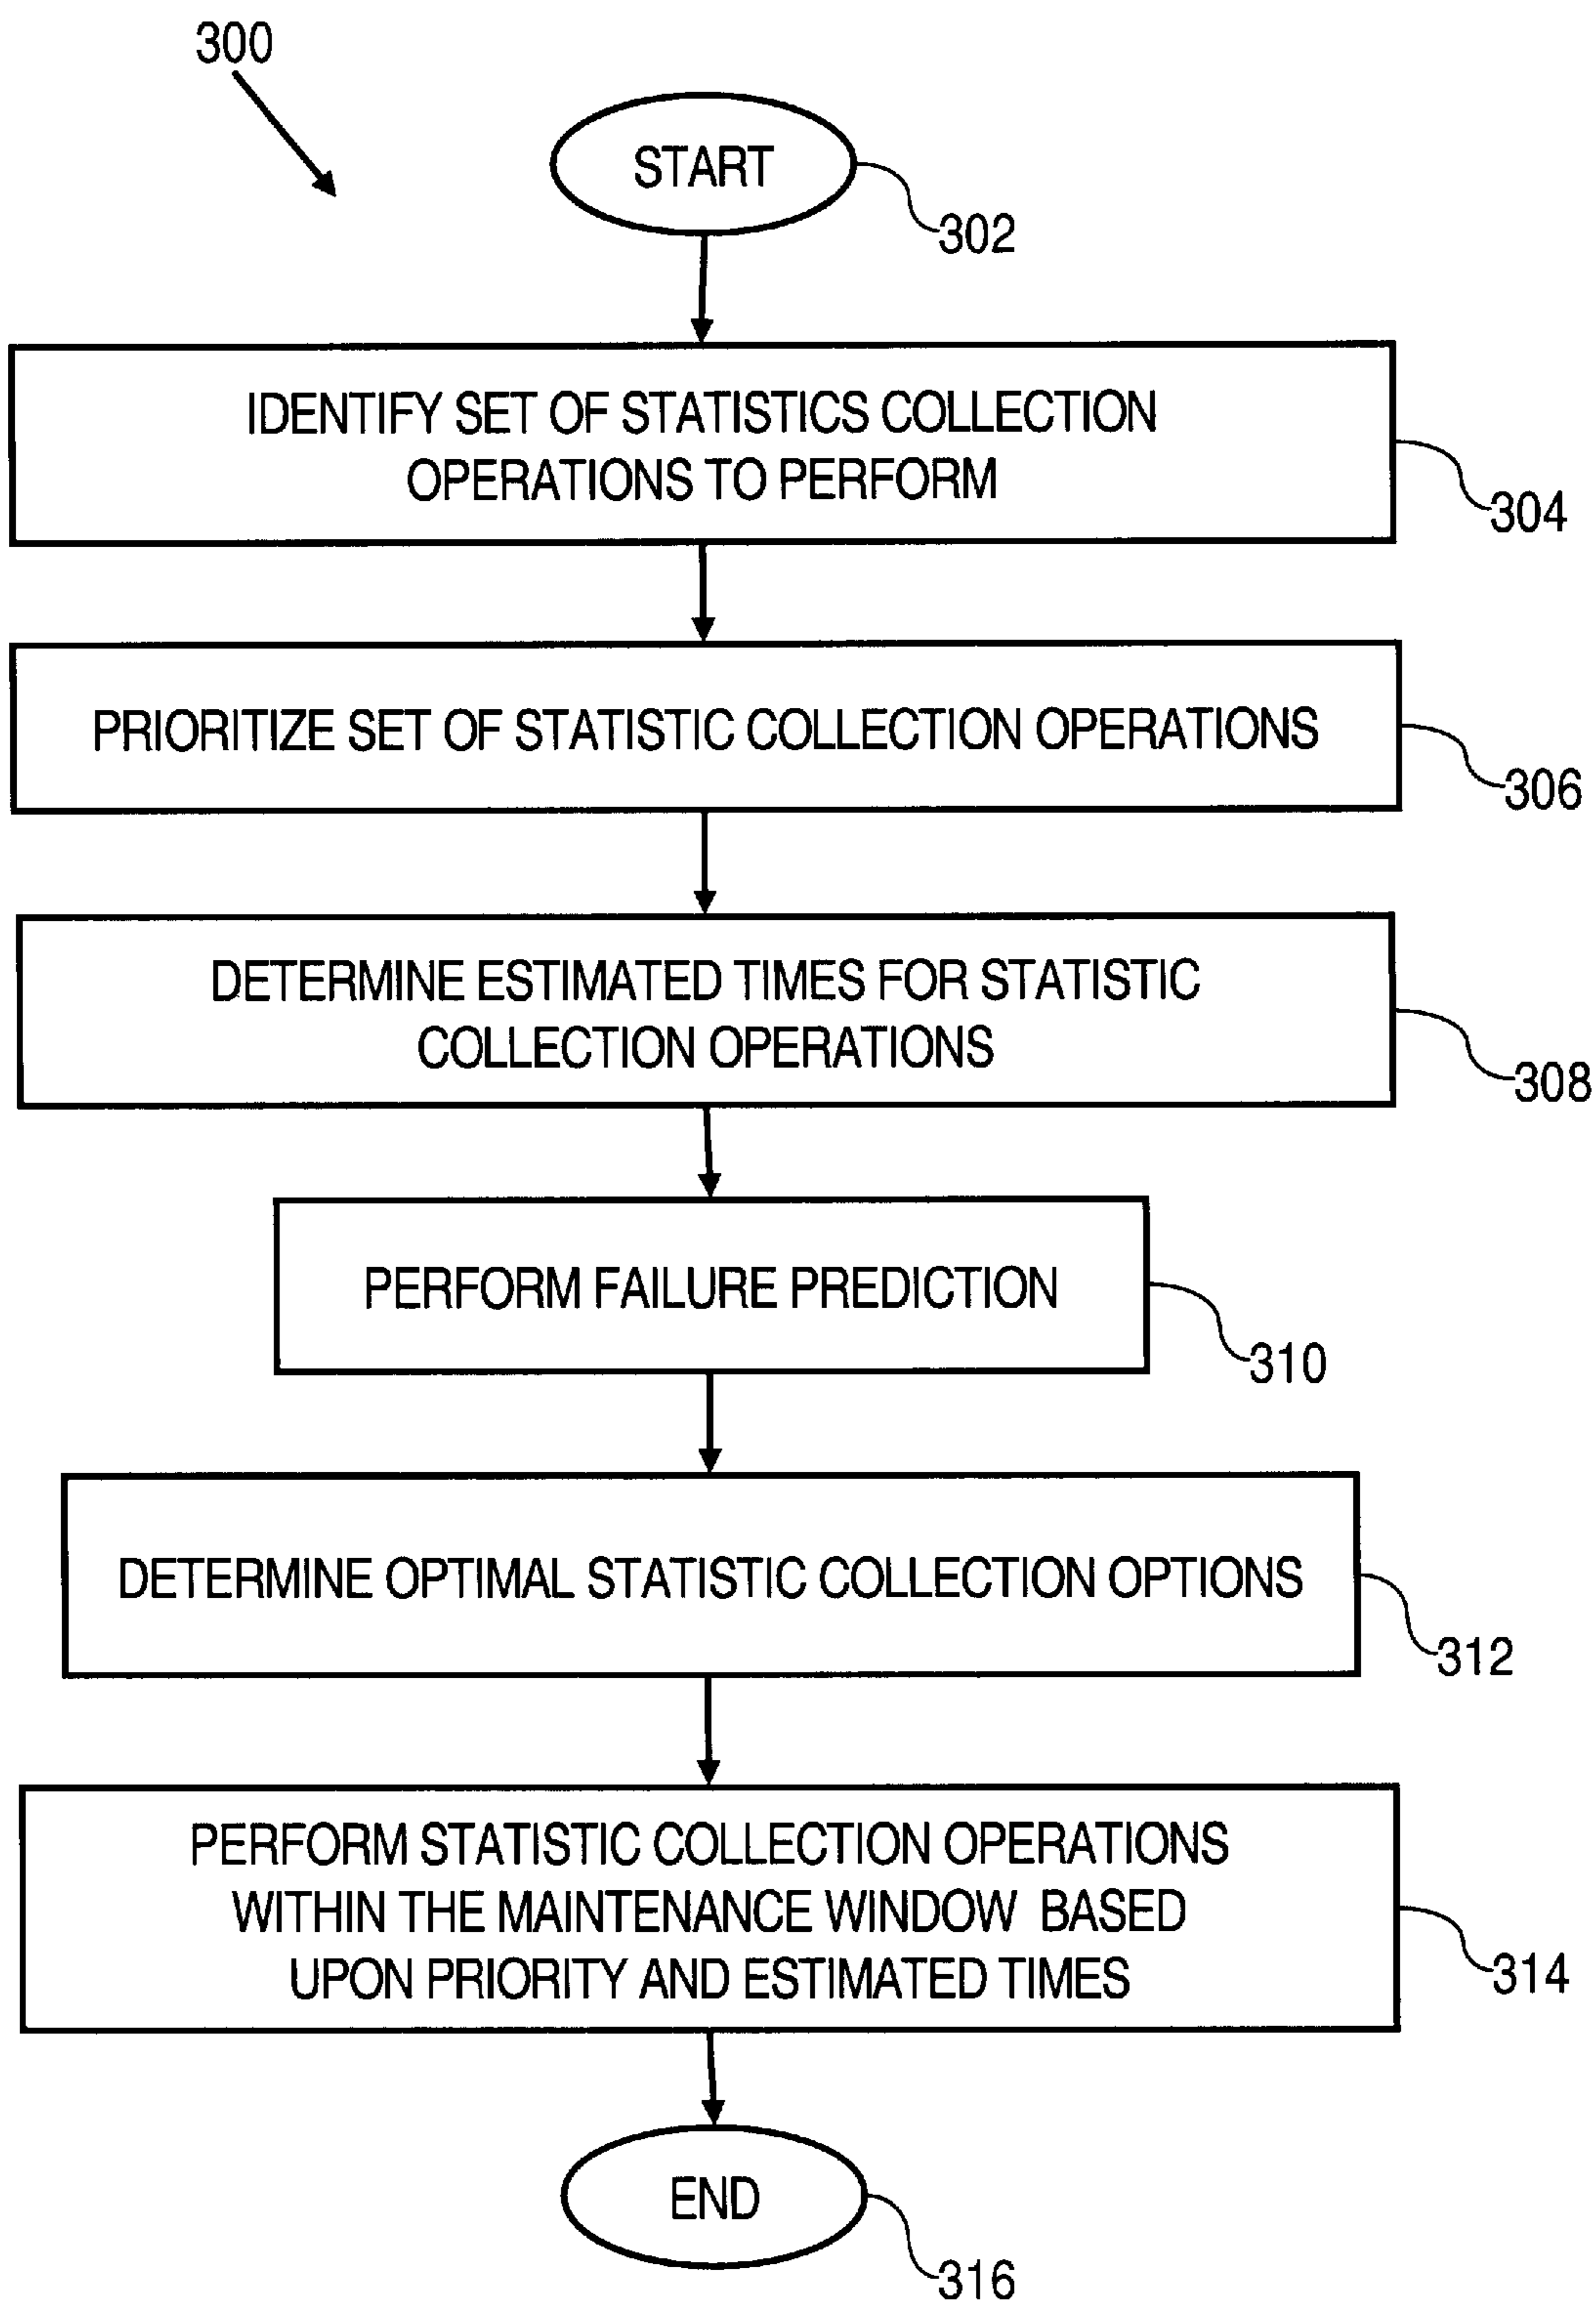 300
START
302
IDENTIFY SET OF STATISTICS COLLECTION
OPERATIONS TO PERFORM
304
PRIORITIZE SET OF STATISTIC COLLECTION OPERATIONS
306
DETERMINE ESTIMATED TIMES FOR STATISTIC
COLLECTION OPERATIONS
308
PERFORM FAILURE PREDICTION
310
DETERMINE OPTIMAL STATISTIC COLLECTION OPTIONS
312
PERFORM STATISTIC COLLECTION OPERATIONS
WITHIN THE MAINTENANCE WINDOW BASED
UPON PRIORITY AND ESTIMATED TIMES
314
END
316